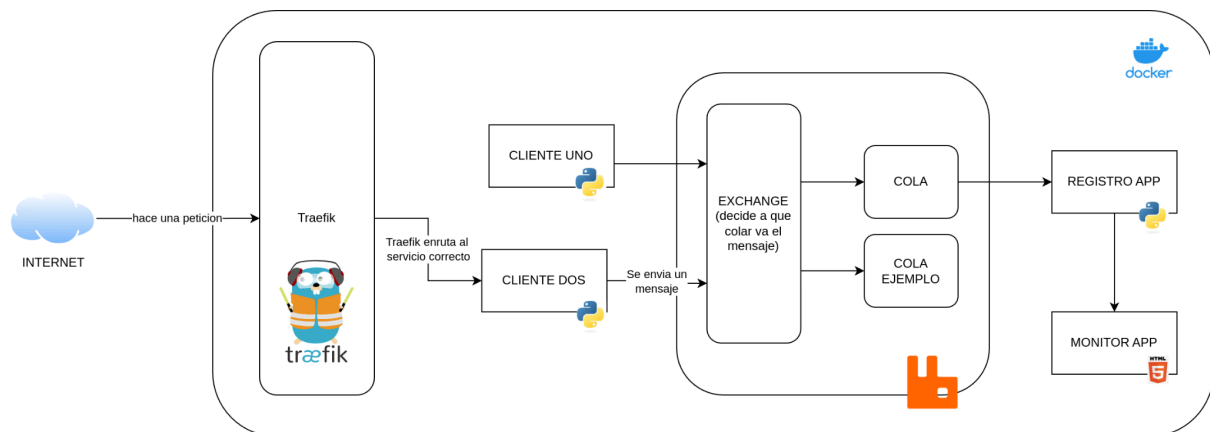 docker
CLIENTE UNO
EXCHANGE
(decide a que
colar va el
mensaje)
COLA
REGISTRO APP
hace una peticion
Traefik
INTERNET
Traefik enruta al
servicio correcto
CLIENTE DOS
Se envia un
mensaje
COLA
EJEMPLO
træfik
MONITOR APP
HTML
5